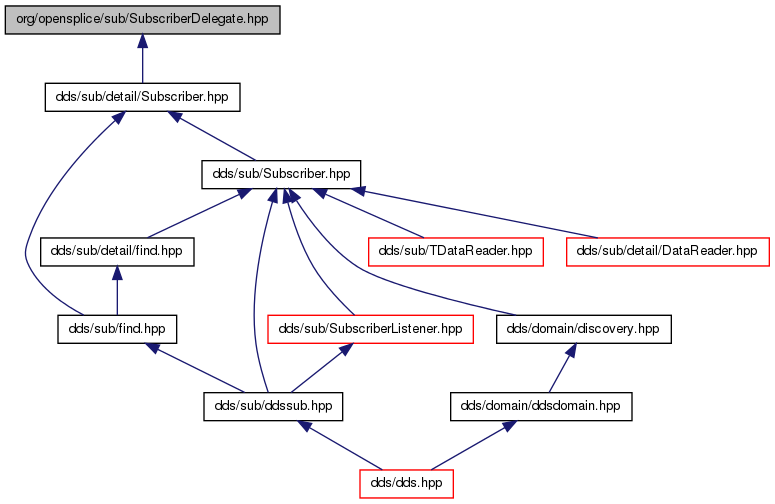 org/opensplice/sub/SubscriberDelegate.hpp
dds/sub/detail/Subscriber.hpp
dds/sub/Subscriber.hpp
dds/sub/detail/find.hpp
dds/sub/TDataReader.hpp
dds/sub/detail/DataReader.hpp
dds/sub/find.hpp
dds/sub/SubscriberListener.hpp
dds/domain/discovery.hpp
dds/sub/ddssub.hpp
dds/domain/ddsdomain.hpp
dds/dds.hpp